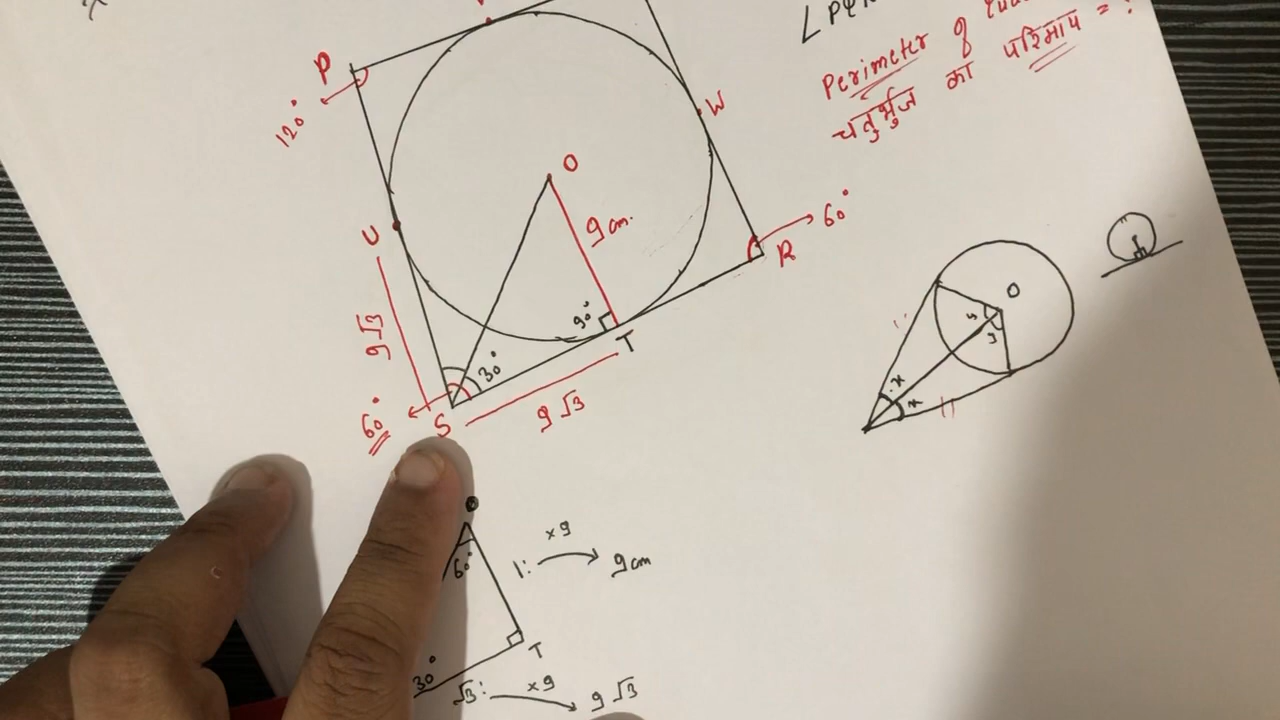 ∠PQR
Perimeter of
चतुर्भुज का परिमाप = ?
P
120°
W
O
9 cm.
60°
R
U
9√3
90°
T
30°
60°
S
9√3
O
y
y
x
x
O
60°
1: ×9 9 cm
T
30°
√3: ×9 9√3